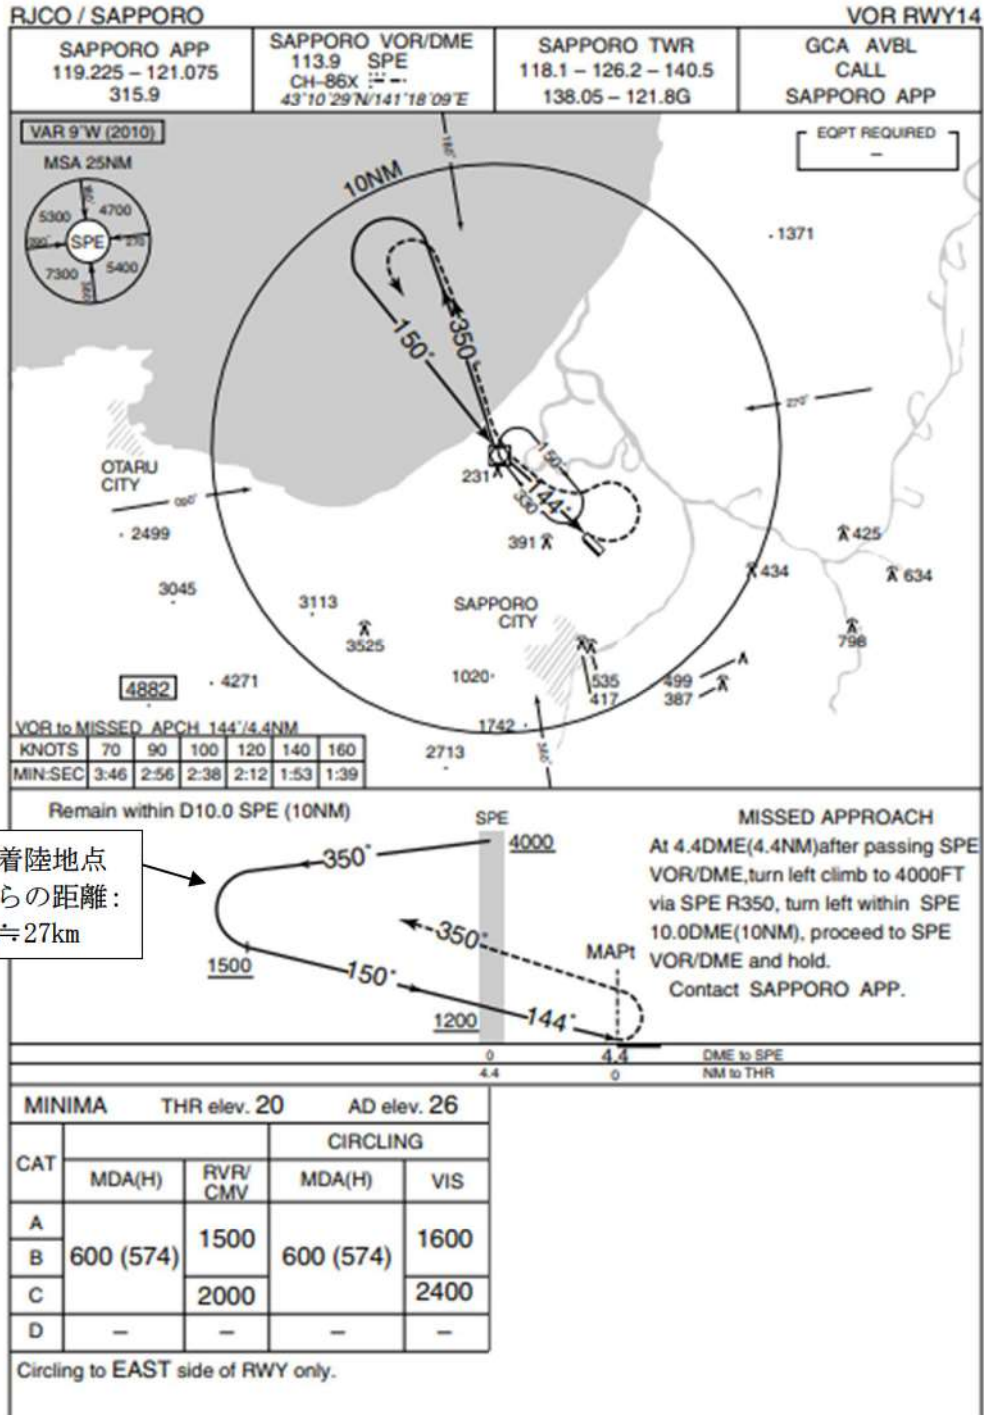 RJCO / SAPPORO
VOR RWY14
SAPPORO APP
119.225 – 121.075
315.9
SAPPORO VOR/DME
113.9 SPE
CH–86X
43°10'29"N/141°18'09"E
SAPPORO TWR
118.1 – 126.2 – 140.5
138.05 – 121.8G
GCA AVBL
CALL
SAPPORO APP
VAR 9°W (2010)
EQPT REQUIRED
–
MSA 25NM
180°
5300
4700
090°
SPE
270
7300
5400
360
180°
10NM
1371
150°
350°
270°
OTARU
CITY
090°
2499
231
150°
330
144°
391
425
434
634
3045
3113
3525
SAPPORO
CITY
798
4882
4271
1020
535
417
499
387
1742
2713
360°
VOR to MISSED APCH 144°/4.4NM
KNOTS 70 90 100 120 140 160
MIN:SEC 3:46 2:56 2:38 2:12 1:53 1:39
Remain within D10.0 SPE (10NM)
SPE
4000
350°
着陸地点
らの距離:
≒27km
1500
350°
MAPt
150°
1200
144°
MISSED APPROACH
At 4.4DME(4.4NM)after passing SPE
VOR/DME,turn left climb to 4000FT
via SPE R350, turn left within SPE
10.0DME(10NM), proceed to SPE
VOR/DME and hold.
Contact SAPPORO APP.
0 4.4 DME to SPE
4.4 0 NM to THR
MINIMA THR elev. 20 AD elev. 26
CAT
CIRCLING
MDA(H)
RVR/
CMV
MDA(H)
VIS
A
B
C
600 (574)
1500
2000
600 (574)
1600
2400
D – – – –
Circling to EAST side of RWY only.